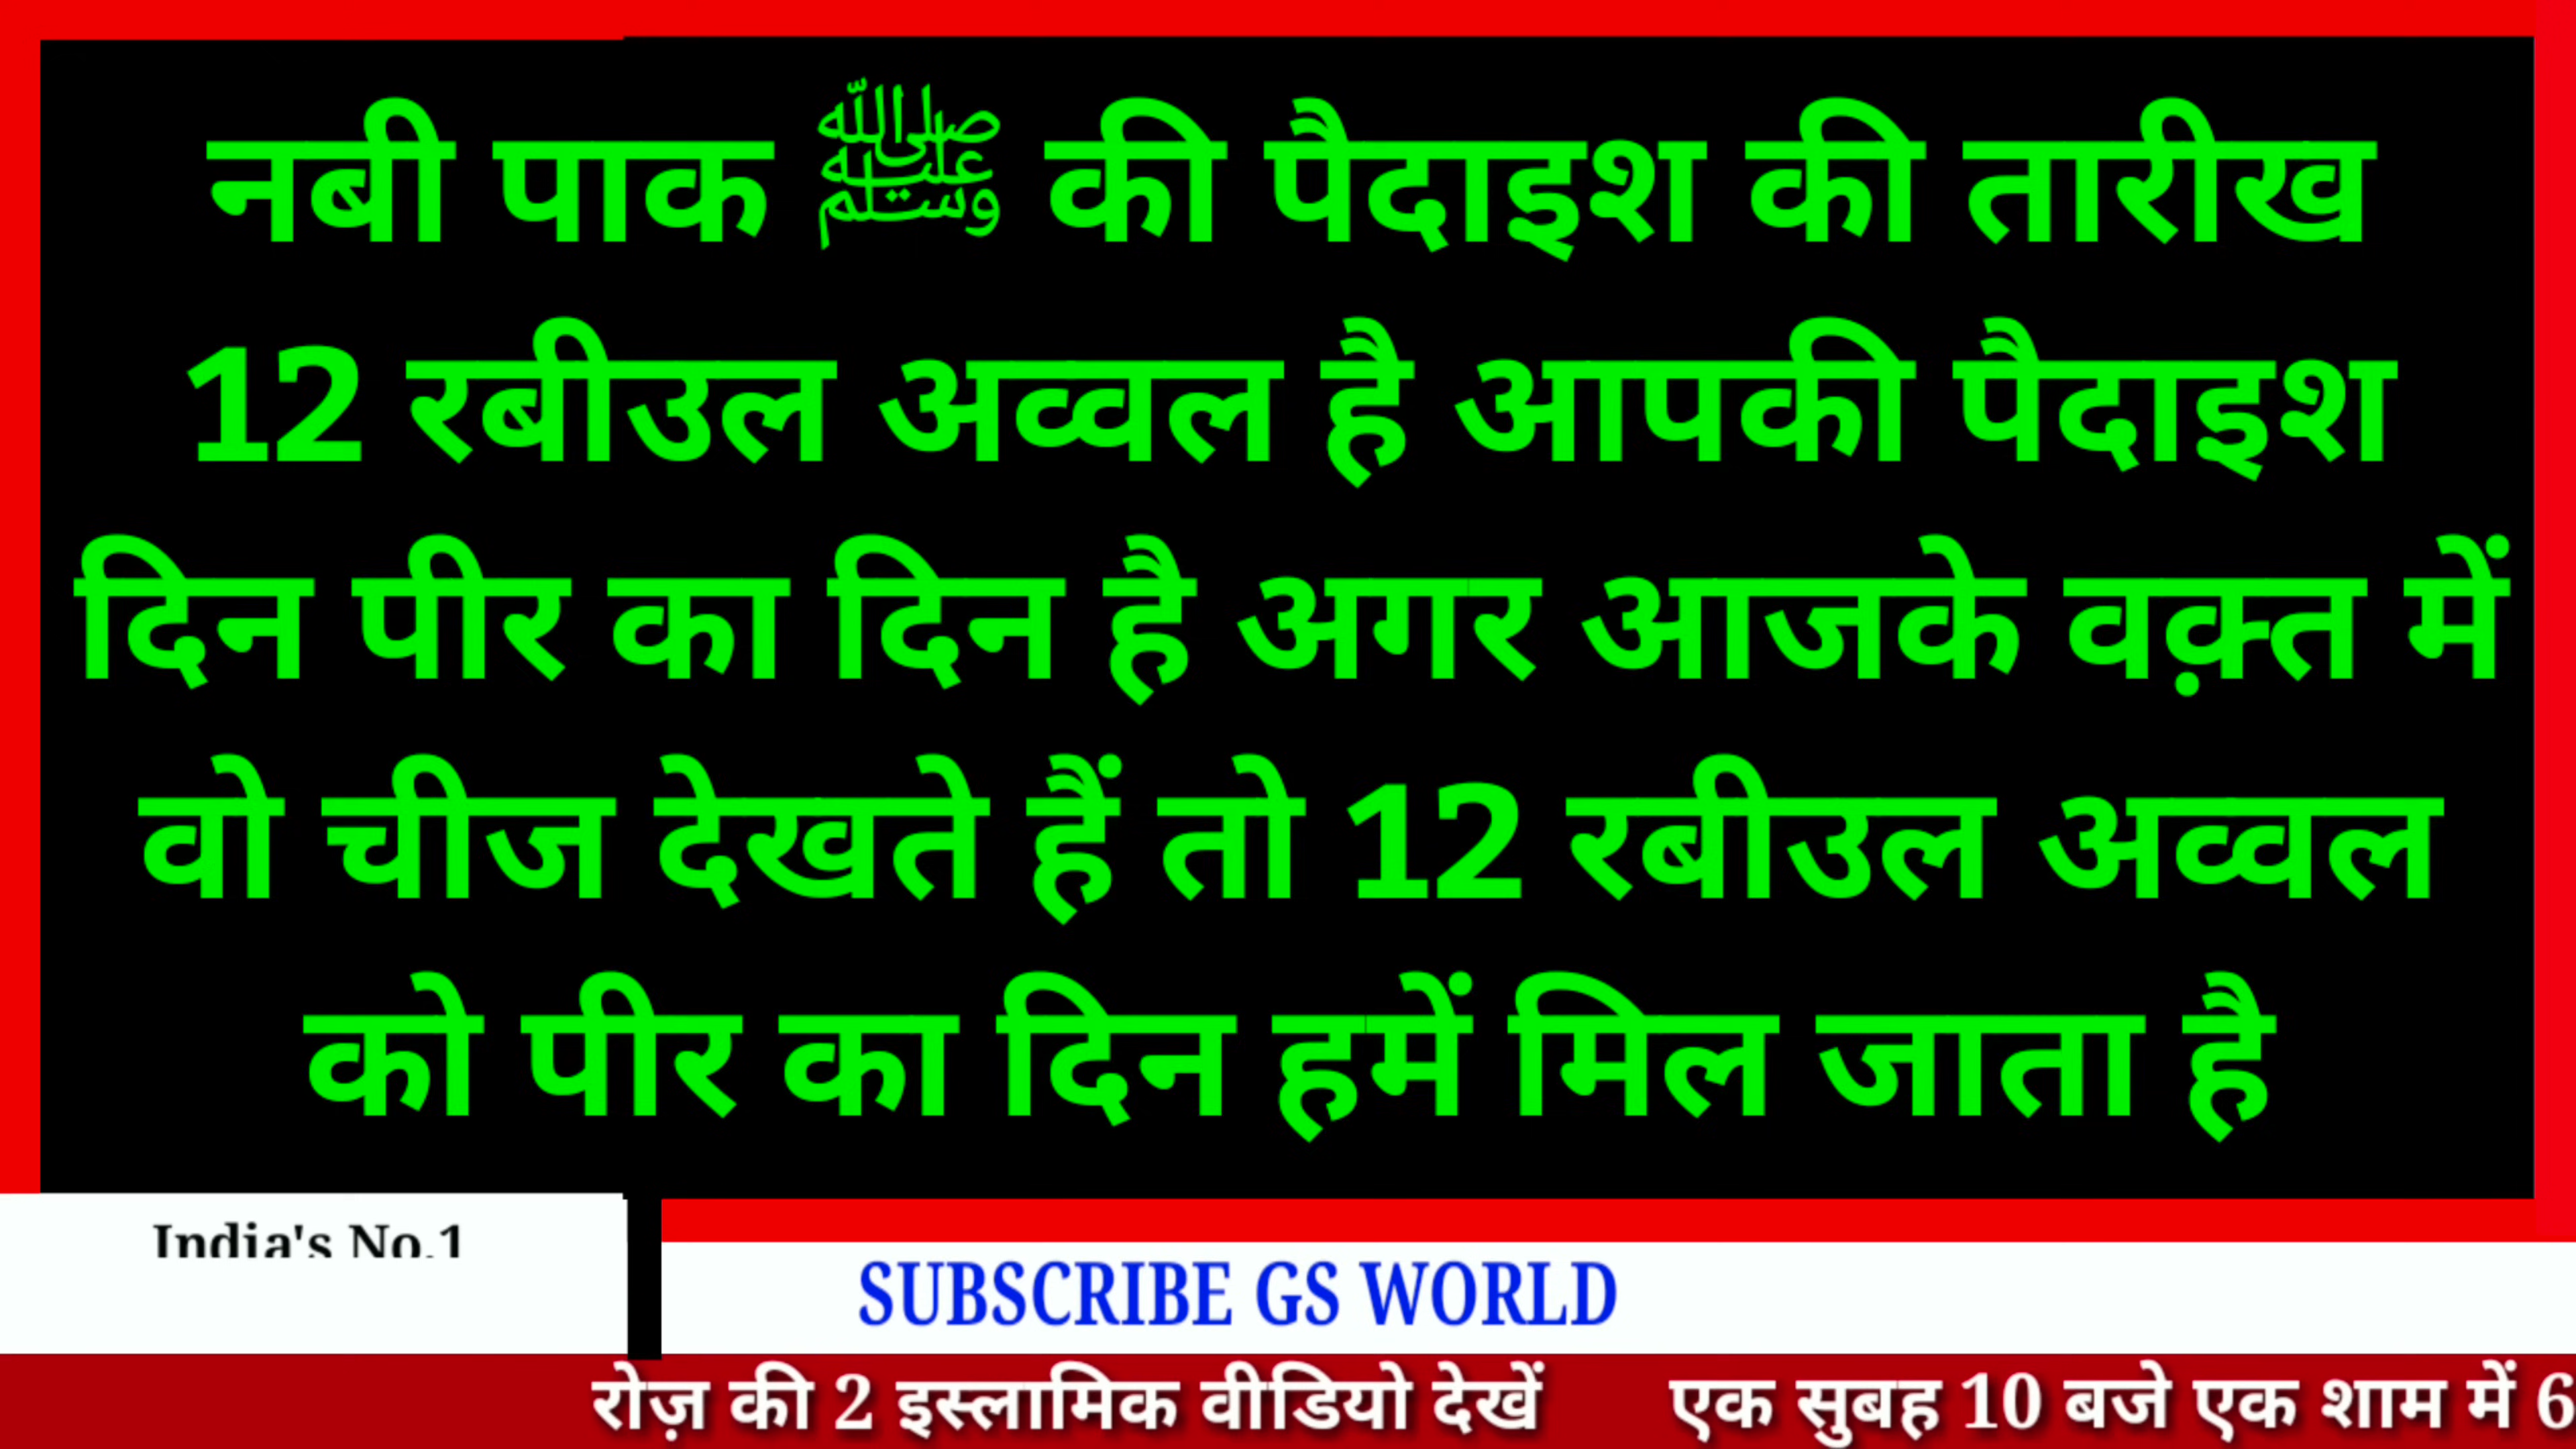 नबी पाक ﷺ की पैदाइश की तारीख
12 रबीउल अव्वल है आपकी पैदाइश
दिन पीर का दिन है अगर आजके वक़्त में
वो चीज देखते हैं तो 12 रबीउल अव्वल
को पीर का दिन हमें मिल जाता है
India's No.1
SUBSCRIBE GS WORLD
रोज़ की 2 इस्लामिक वीडियो देखें एक सुबह 10 बजे एक शाम में 6